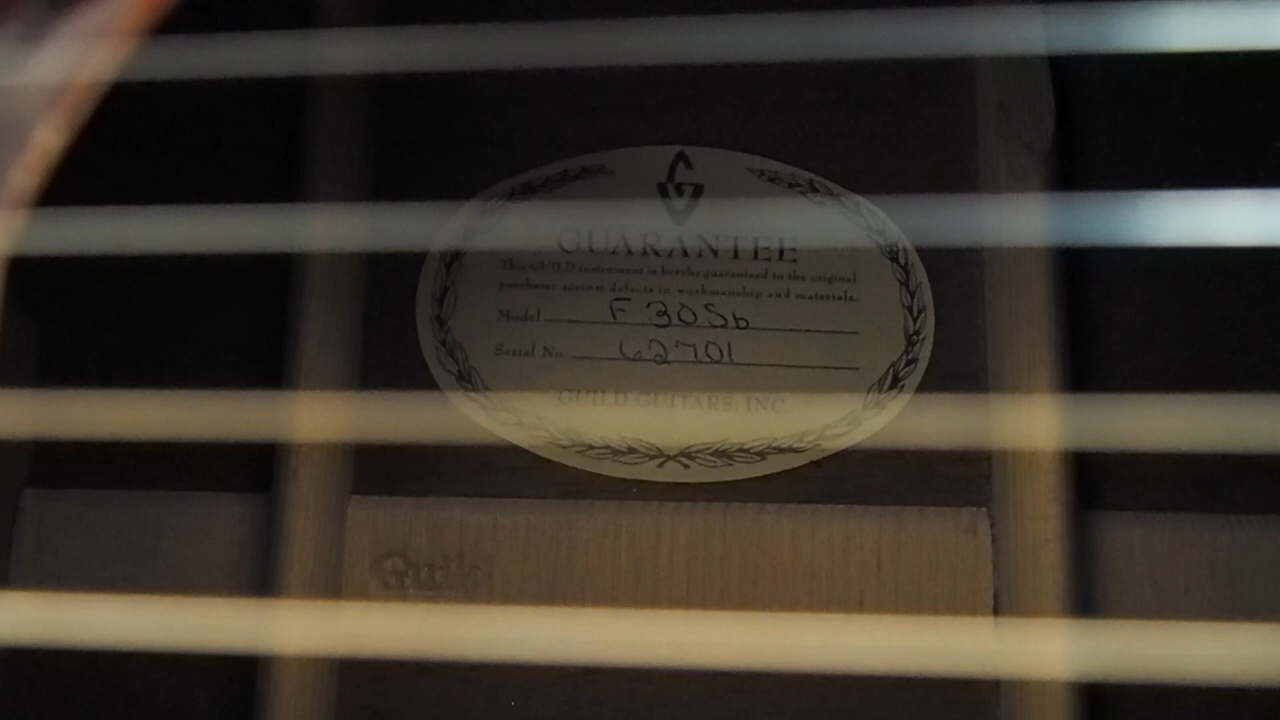 G
GUARANTEE
This GUILD instrument is hereby guaranteed to the original
purchaser against defects in workmanship and materials.
Model F 30Sb
Serial No. 62701
GUILD GUITARS, INC.
Guild